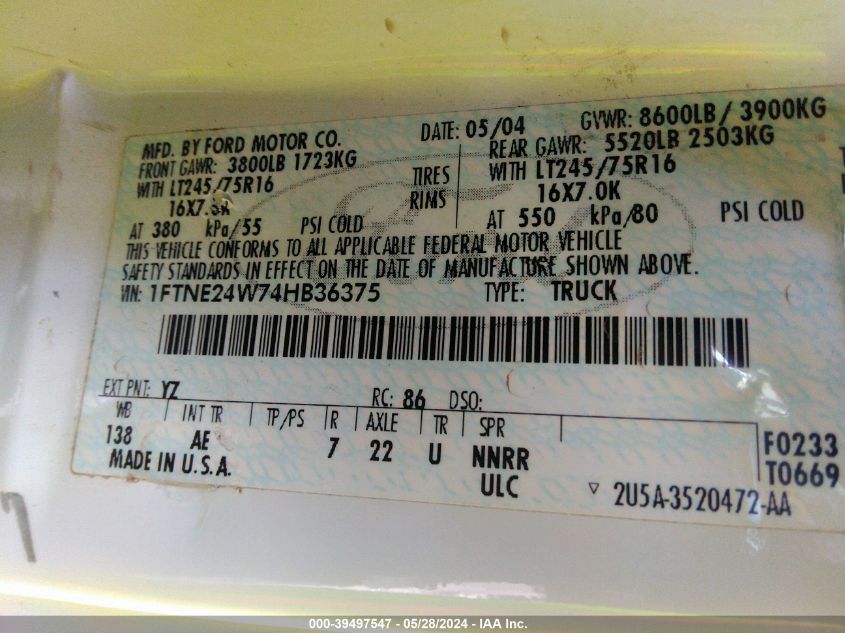 MFD. BY FORD MOTOR CO. DATE: 05/04 GVWR: 8600LB / 3900KG
FRONT GAWR: 3800LB 1723KG REAR GAWR: 5520LB 2503KG
WITH LT245/75R16 TIRES WITH LT245/75R16
16X7.0K RIMS 16X7.0K
AT 380 kPa/55 PSI COLD AT 550 kPa/80 PSI COLD
THIS VEHICLE CONFORMS TO ALL APPLICABLE FEDERAL MOTOR VEHICLE
SAFETY STANDARDS IN EFFECT ON THE DATE OF MANUFACTURE SHOWN ABOVE.
VIN: 1FTNE24W74HB36375 TYPE: TRUCK
EXT PNT: YZ RC: 86 DSO:
WB INT TR TP/PS R AXLE TR SPR
138 AE 7 22 U NNRR F0233
MADE IN U.S.A. ULC T0669
▽ 2U5A-3520472-AA
7
000-39497547 - 05/28/2024 - IAA Inc.